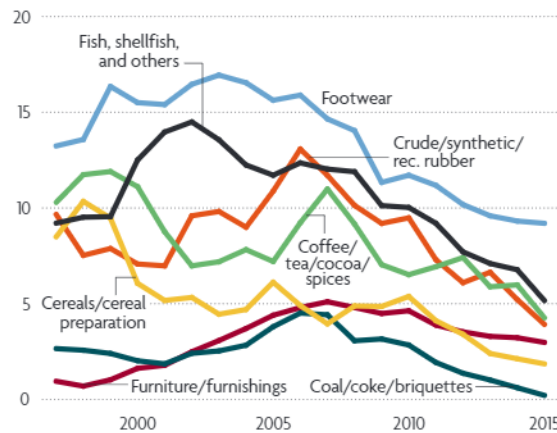 20
Fish, shellfish,
and others
Footwear
15
Crude/synthetic/
rec. rubber
10
Coffee/
tea/cocoa/
spices
Cereals/cereal
preparation
5
Furniture/furnishings
Coal/coke/briquettes
0
2000
2005
2010
2015